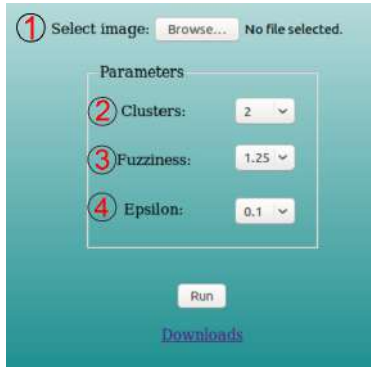 1 Select image: Browse... No file selected.
Parameters
2 Clusters: 2
3 Fuzziness: 1.25
4 Epsilon: 0.1
Run
Downloads